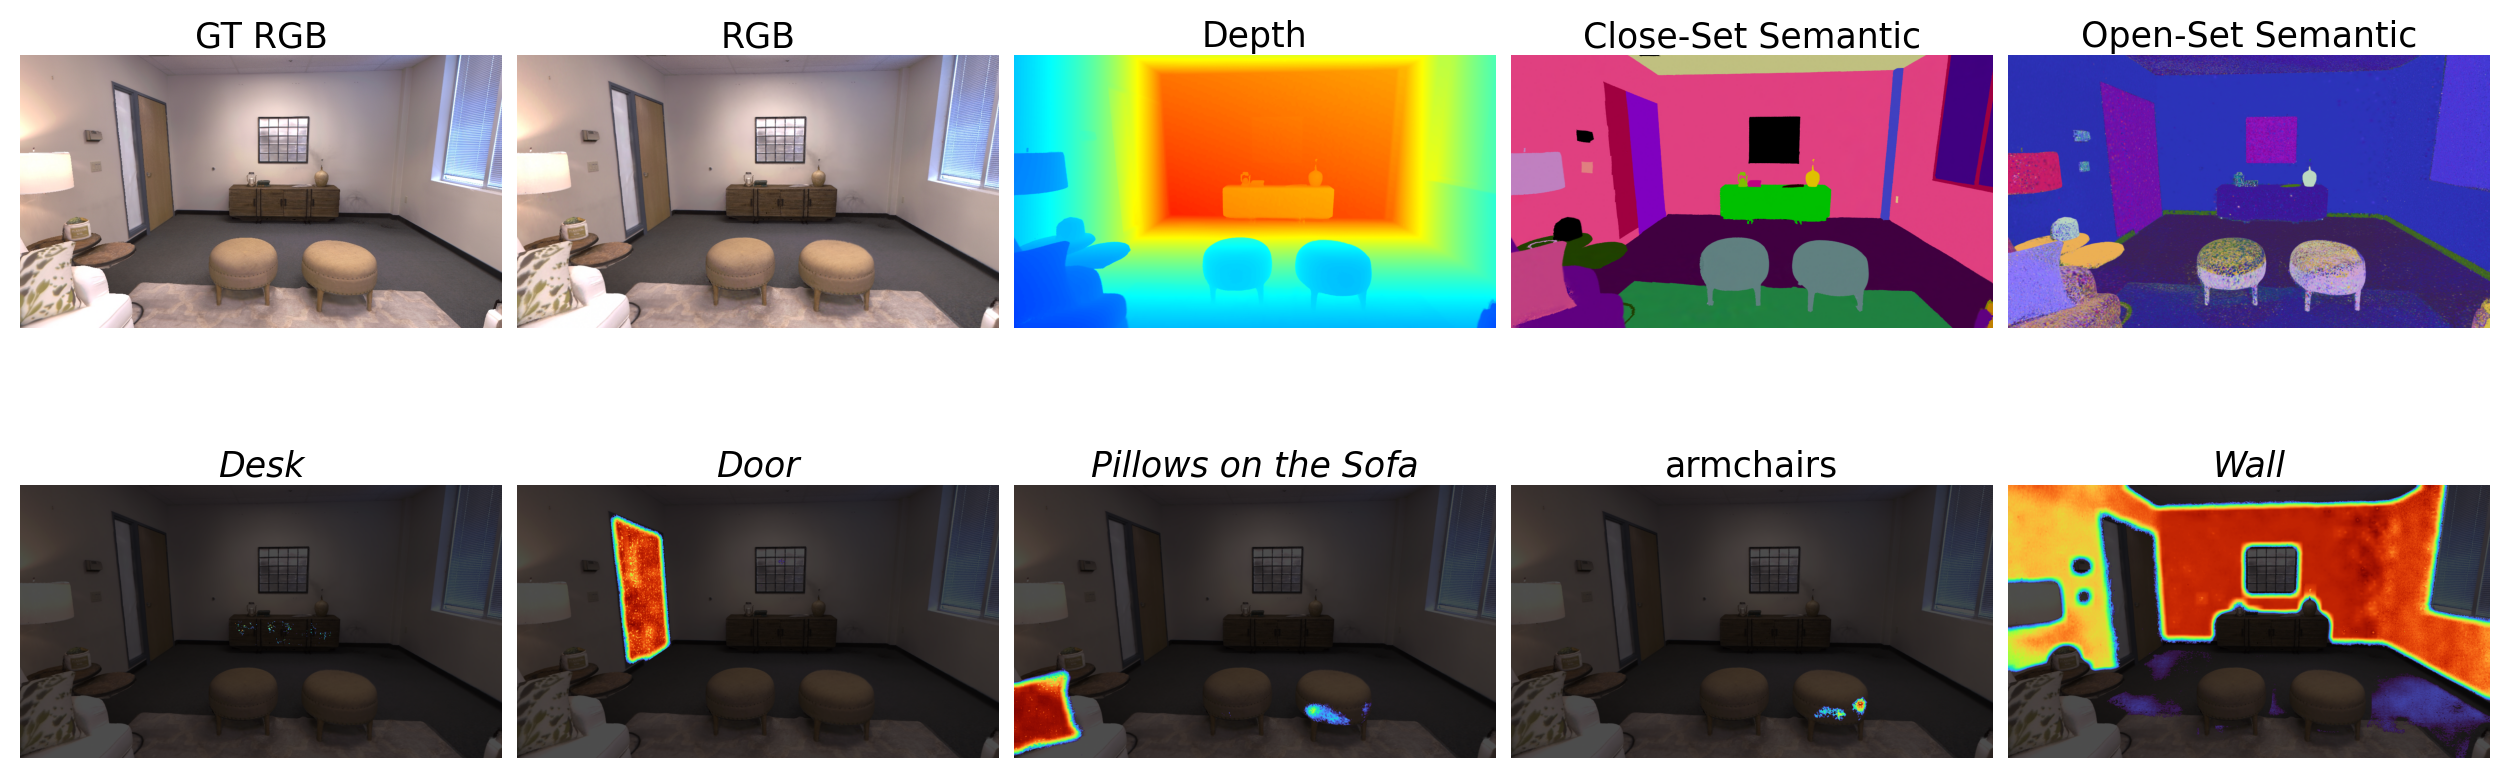 GT RGB
RGB
Depth
Close-Set Semantic
Open-Set Semantic
Desk
Door
Pillows on the Sofa
armchairs
Wall